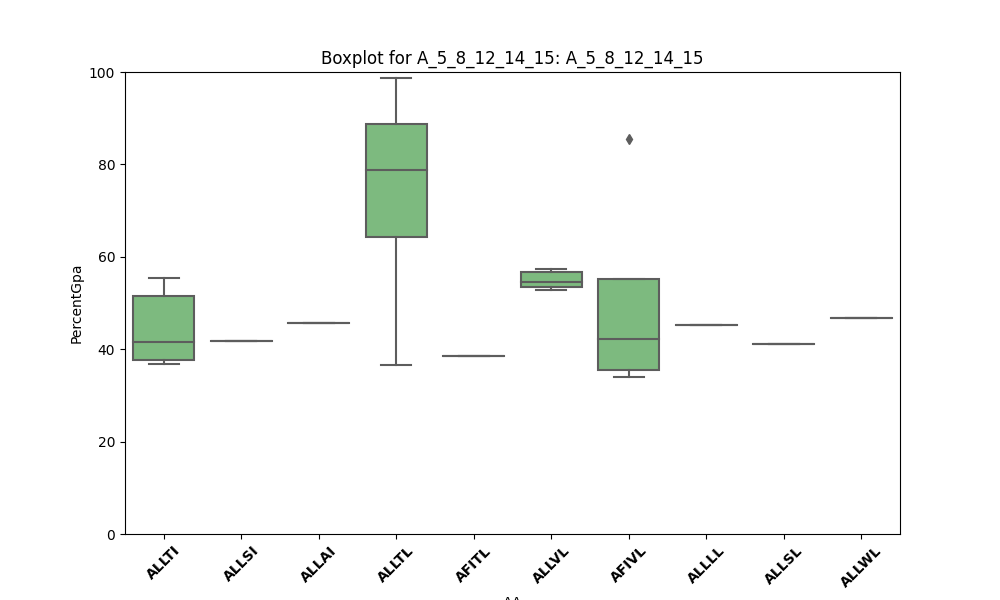 Boxplot for A_5_8_12_14_15: A_5_8_12_14_15
PercentGpa
100
80
60
40
20
0
ALLTI
ALLSI
ALLAI
ALLTL
AFITL
ALLVL
AFIVL
ALLLL
ALLSL
ALLWL